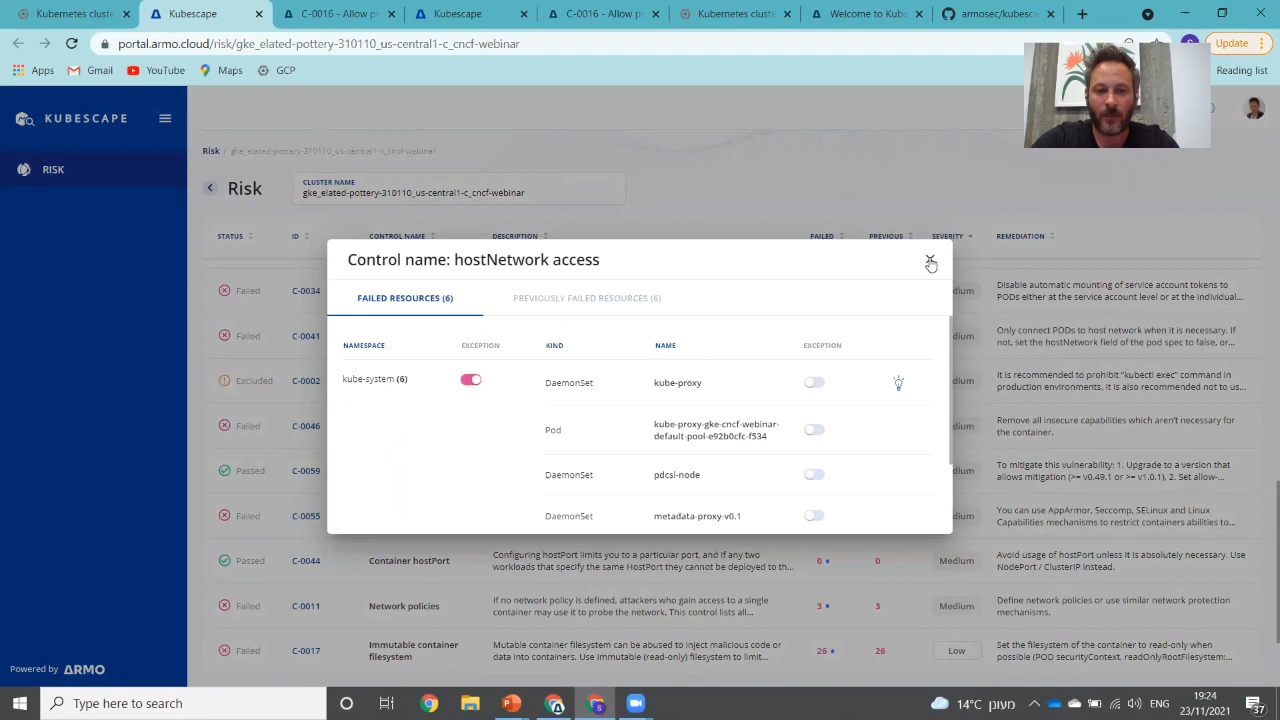 C-0016 - Allow p
Kubescape
Kubescape
C-0016 - Allow p
Kubernetes cluste
Welcome to Kube
armosec/kubesca
portal.armo.cloud/risk/gke_elated-pottery-310110_us-central1-c_cncf-webinar
Update
Apps
Gmail
YouTube
Maps
GCP
Reading list
KUBESCAPE
RISK
Risk / gke_elated-pottery-310110_us-central1-c_cncf-webinar
Risk
CLUSTER NAME
gke_elated-pottery-310110_us-central1-c_cncf-webinar
STATUS
ID
CONTROL NAME
DESCRIPTION
FAILED
PREVIOUS
SEVERITY
REMEDIATION
Control name: hostNetwork access
FAILED RESOURCES (6)
PREVIOUSLY FAILED RESOURCES (6)
NAMESPACE
EXCEPTION
KIND
NAME
EXCEPTION
kube-system (6)
DaemonSet
kube-proxy
Pod
kube-proxy-gke-cncf-webinar-
default-pool-e92b0cfc-f534
DaemonSet
pdcsl-node
DaemonSet
metadata-proxy-v0.1
Failed
C-0034
edium
Disable automatic mounting of service account tokens to
PODs either at the service account level or at the individual...
Failed
C-0041
edium
Only connect PODs to host network when it is necessary. If
not, set the hostNetwork field of the pod spec to false, or...
Excluded
C-0002
edium
It is recommended to prohibit "kubectl exec" command in
production environments. It is also recommended not to us...
Failed
C-0046
edium
Remove all insecure capabilities which aren't necessary for
the container.
Passed
C-0059
edium
To mitigate this vulnerability: 1. Upgrade to a version that
allows mitigation (>= v0.49.1 or >= v1.0.1), 2. Set allow-...
Passed
C-0055
edium
You can use AppArmor, Seccomp, SELinux and Linux
Capabilities mechanisms to restrict containers abilities to...
Passed
C-0044
Container hostPort
Configuring hostPort limits you to a particular port, and if any two
workloads that specify the same HostPort they cannot be deployed to th...
0
0
Medium
Avoid usage of hostPort unless it is absolutely necessary. Use
NodePort / ClusterIP instead.
Failed
C-0011
Network policies
If no network policy is defined, attackers who gain access to a single
container may use it to probe the network. This control lists all...
3
3
Medium
Define network policies or use similar network protection
mechanisms.
Failed
C-0017
Immutable container
filesystem
Mutable container filesystem can be abused to inject malicious code or
data into containers. Use immutable (read-only) filesystem to limit...
26
26
Low
Set the filesystem of the container to read-only when
possible (POD securityContext, readOnlyRootFilesystem:...
Powered by ARMO
Type here to search
14°C מעונן
ENG
19:24
23/11/2021
37